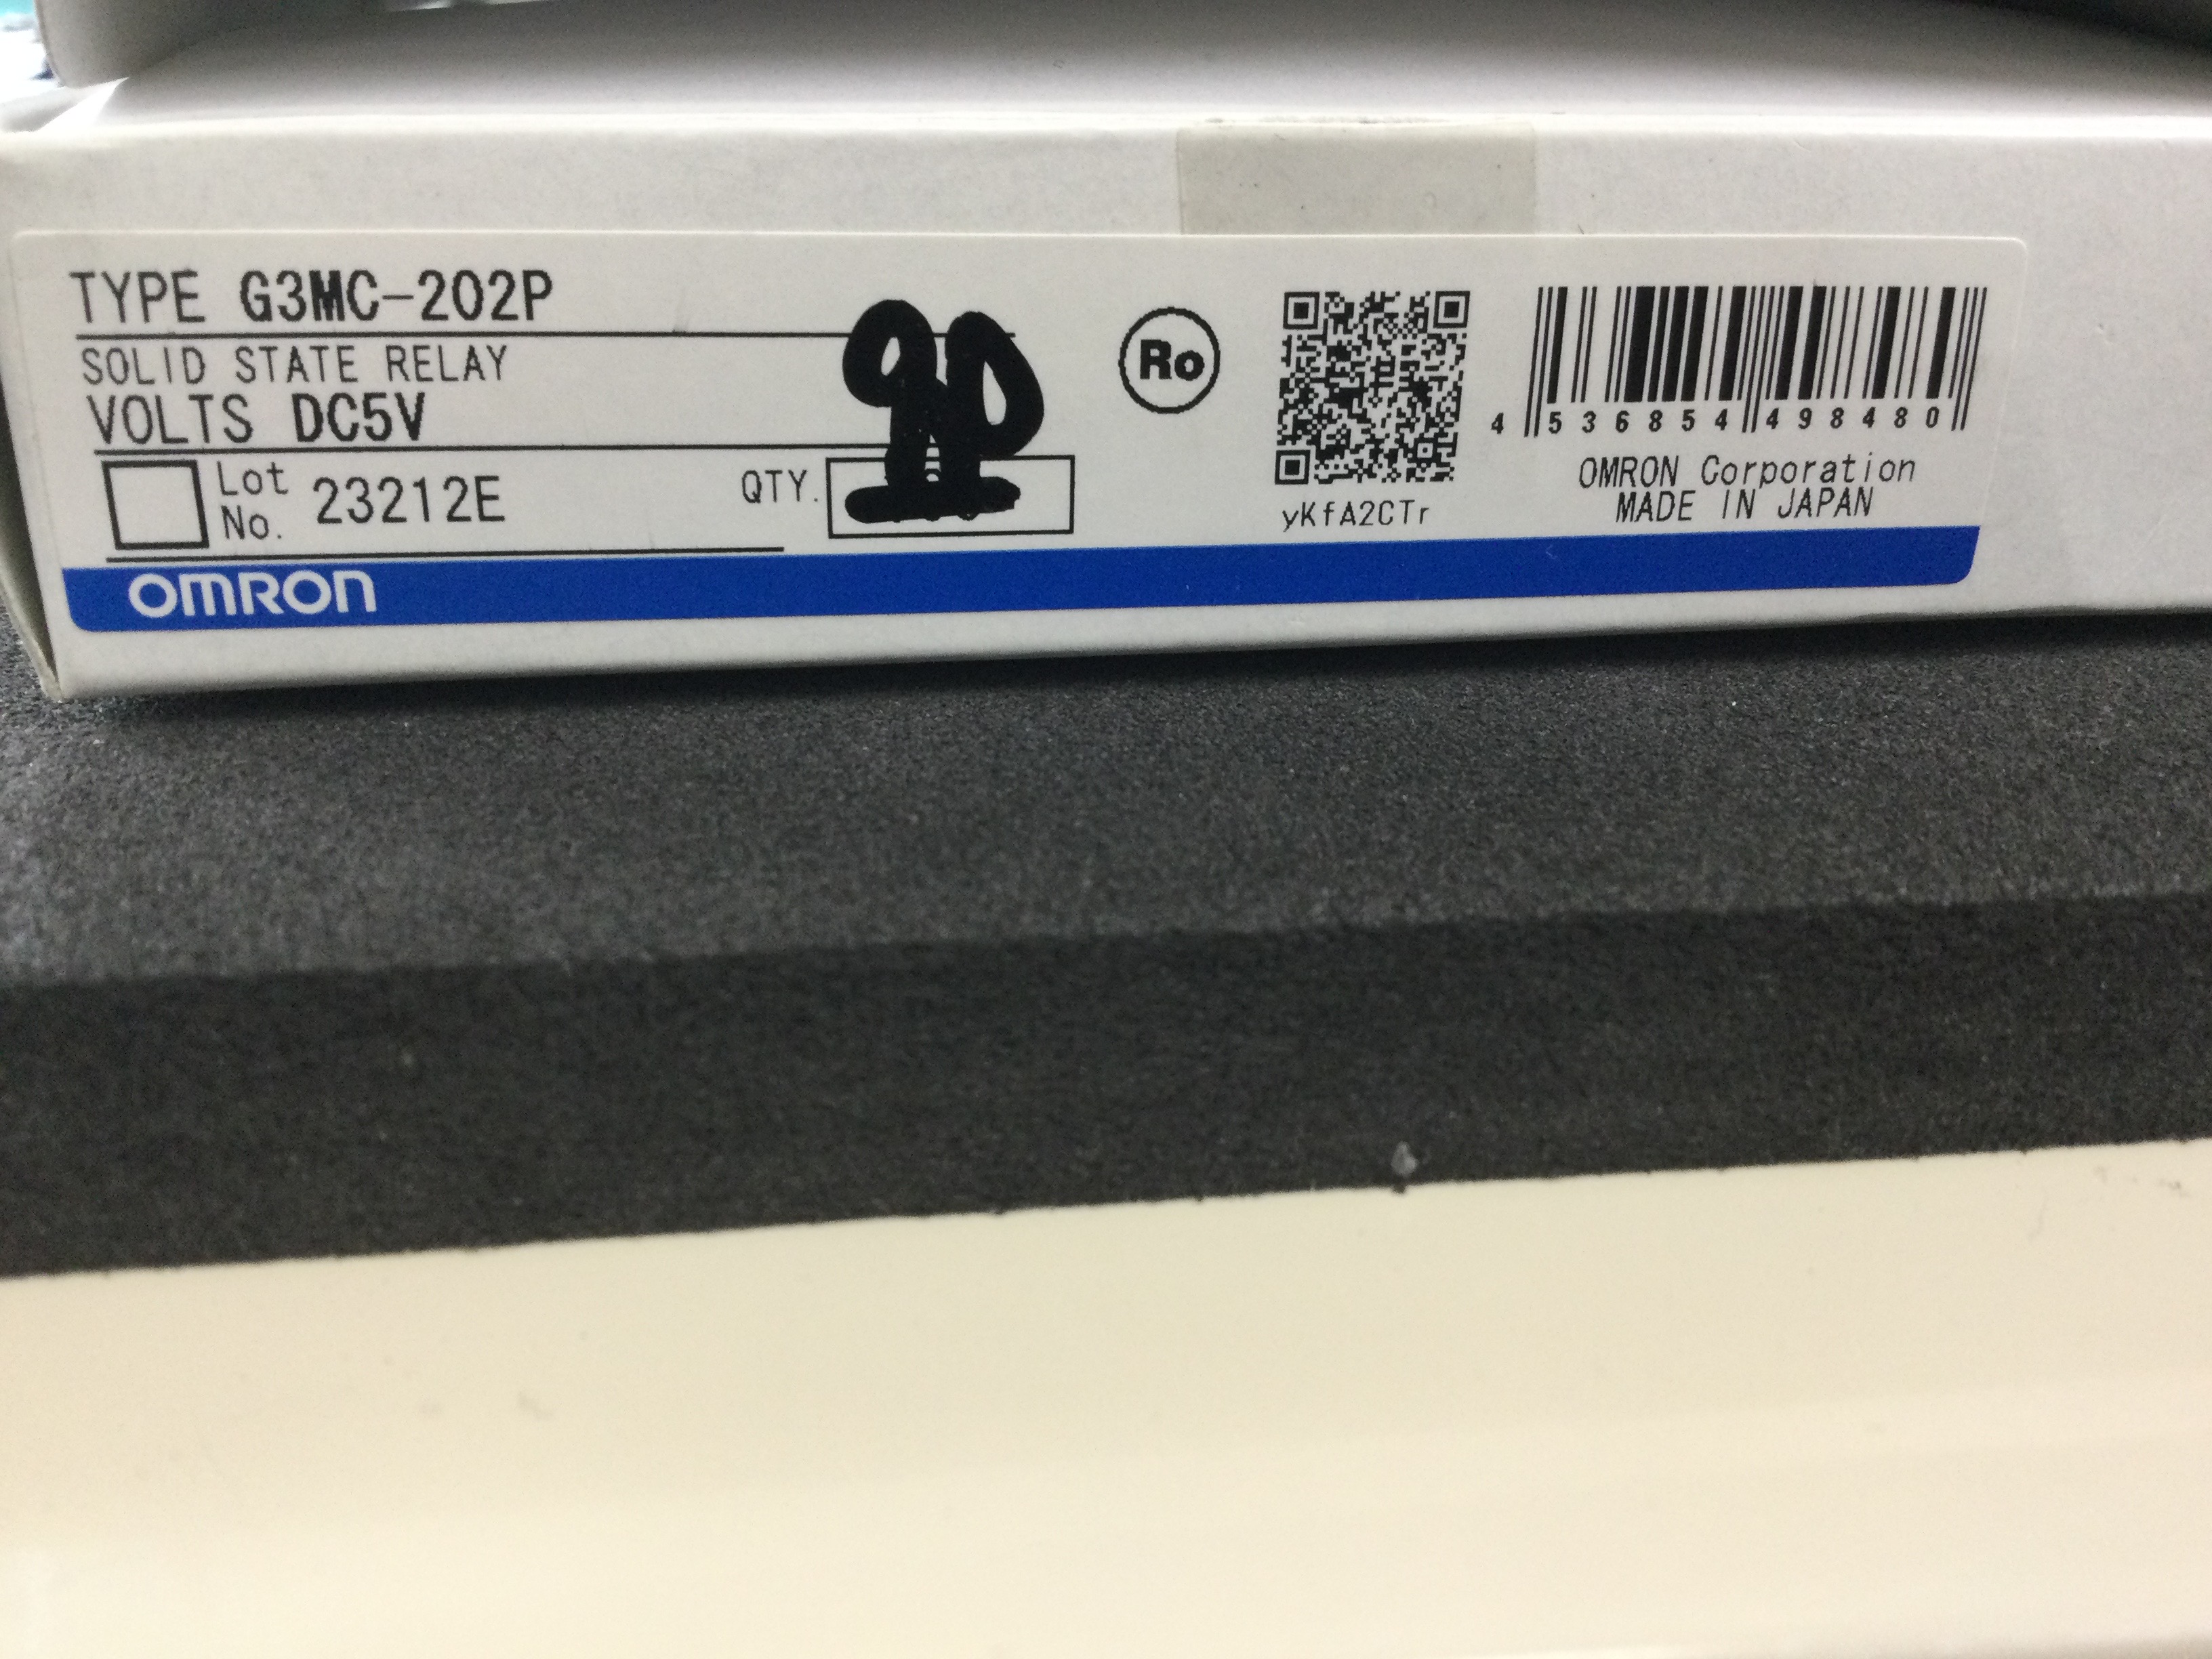 TYPE G3MC-202P
SOLID STATE RELAY
VOLTS DC5V
Lot No. 23212E
QTY.
90
Ro
yKfA2CTr
4 536854 498480
OMRON Corporation
MADE IN JAPAN
OMRON